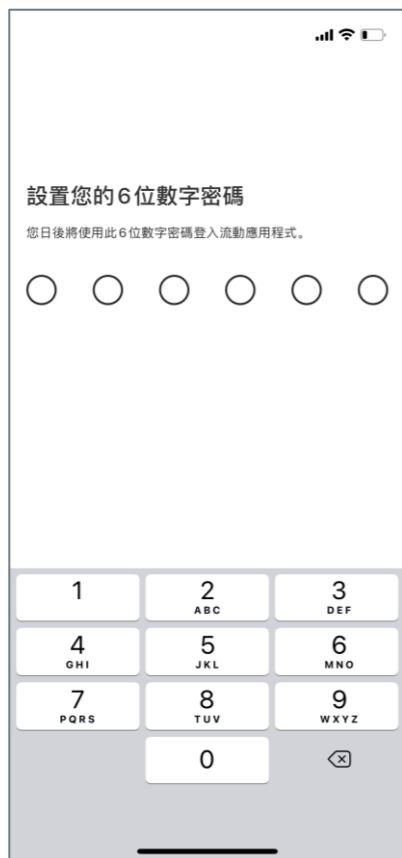 設置您的6位數字密碼
您日後將使用此6位數字密碼登入流動應用程式。
1 2 3
ABC DEF
4 5 6
GHI JKL MNO
7 8 9
PQRS TUV WXYZ
0